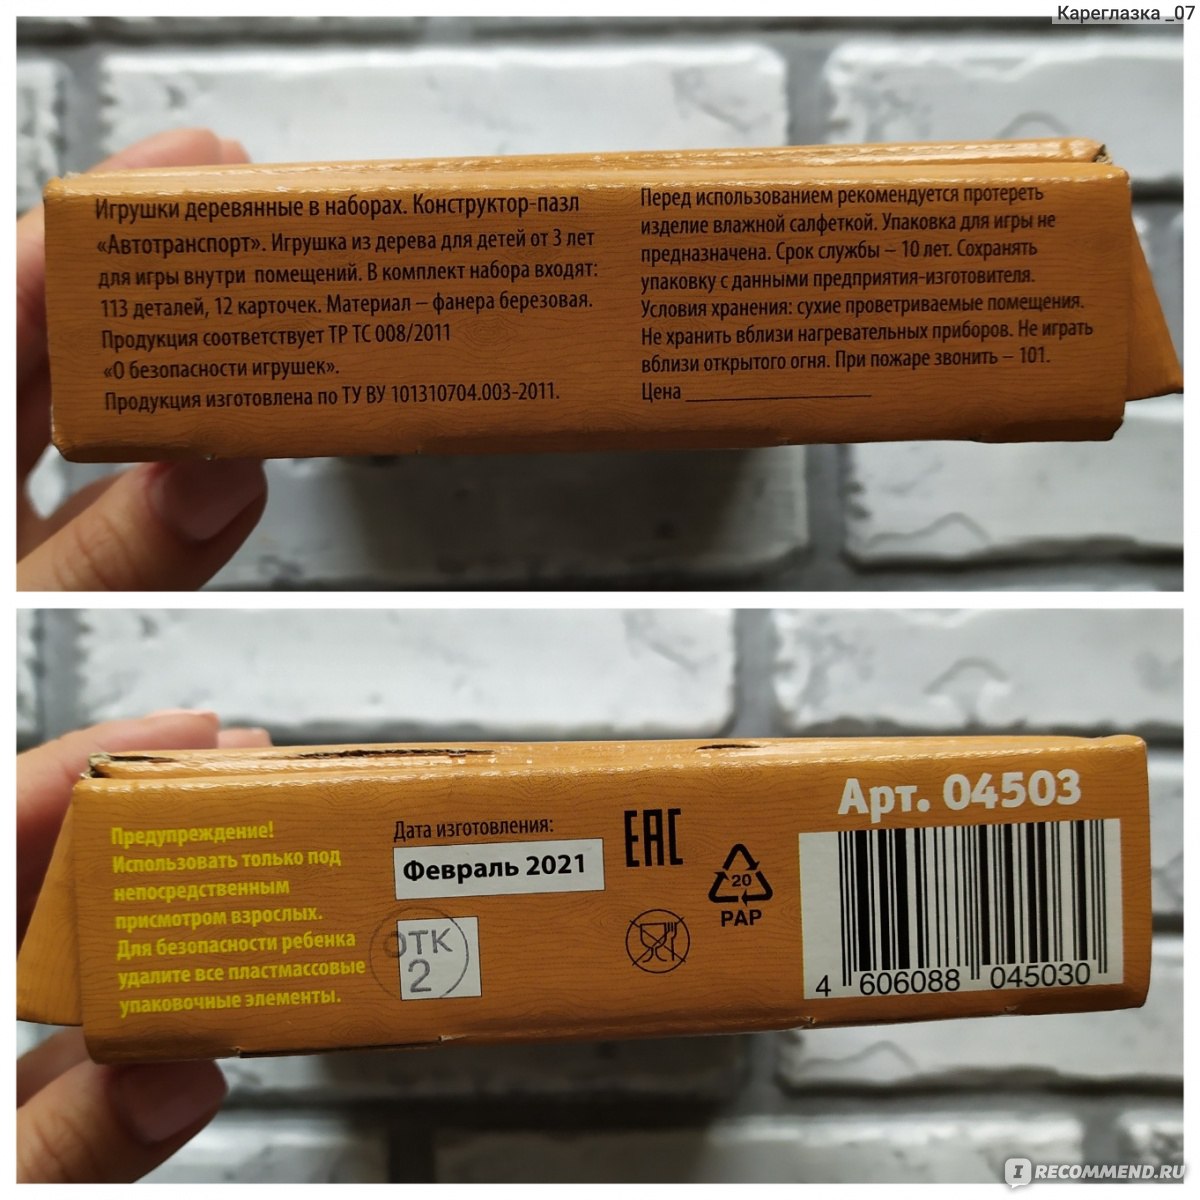 Кареглазка _07
Игрушки деревянные в наборах. Конструктор-пазл
«Автотранспорт». Игрушка из дерева для детей от 3 лет
для игры внутри помещений. В комплект набора входят:
113 деталей, 12 карточек. Материал – фанера березовая.
Продукция соответствует ТР ТС 008/2011
«О безопасности игрушек».
Продукция изготовлена по ТУ BY 101310704.003-2011.
Перед использованием рекомендуется протереть
изделие влажной салфеткой. Упаковка для игры не
предназначена. Срок службы – 10 лет. Сохранять
упаковку с данными предприятия-изготовителя.
Условия хранения: сухие проветриваемые помещения.
Не хранить вблизи нагревательных приборов. Не играть
вблизи открытого огня. При пожаре звонить – 101.
Цена
Предупреждение!
Использовать только под
непосредственным
присмотром взрослых.
Для безопасности ребенка
удалите все пластмассовые
упаковочные элементы.
Дата изготовления:
Февраль 2021
ОТК
2
EAC
20
PAP
Арт. 04503
4 606088 045030
IRECOMMEND.RU